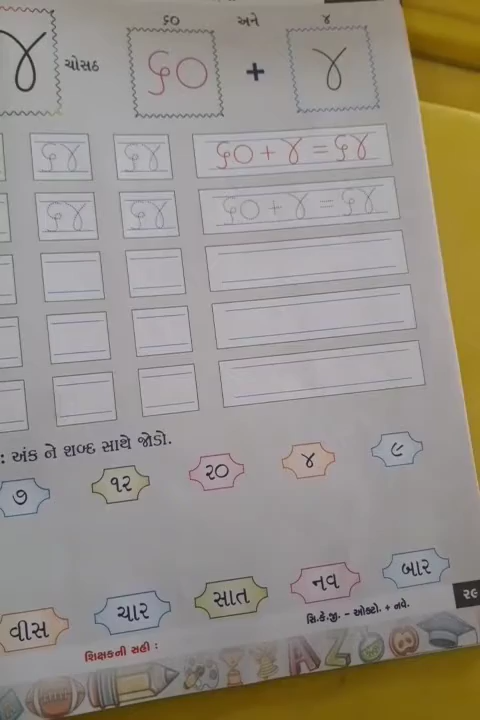 ૬૦ અને ૪
૪ ચોસઠ ૬૦ + ૪
૬૪ ૬૪ ૬૦ + ૪ = ૬૪
૬૪ ૬૪ ૬૦ + ૪ = ૬૪
: અંક ને શબ્દ સાથે જોડો.
૭ ૧૨ ૨૦ ૪ ૯
વીસ ચાર સાત નવ બાર
સિ.કે.જી. - ઓક્ટો. + નવે. ૨૯
શિક્ષકની સહી :
A Z